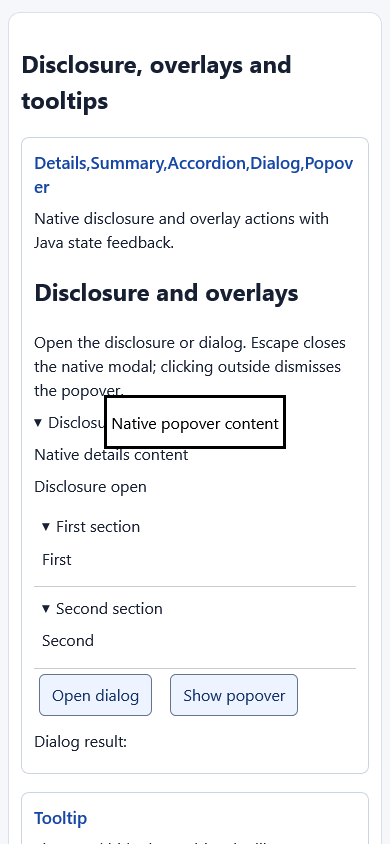 Disclosure, overlays and
tooltips
Details,Summary,Accordion,Dialog,Popov
er
Native disclosure and overlay actions with
Java state feedback.
Disclosure and overlays
Open the disclosure or dialog. Escape closes
the native modal; clicking outside dismisses
the popover.
▾ Disclosu
Native popover content
Native details content
Disclosure open
▾ First section
First
▾ Second section
Second
Open dialog
Show popover
Dialog result:
Tooltip